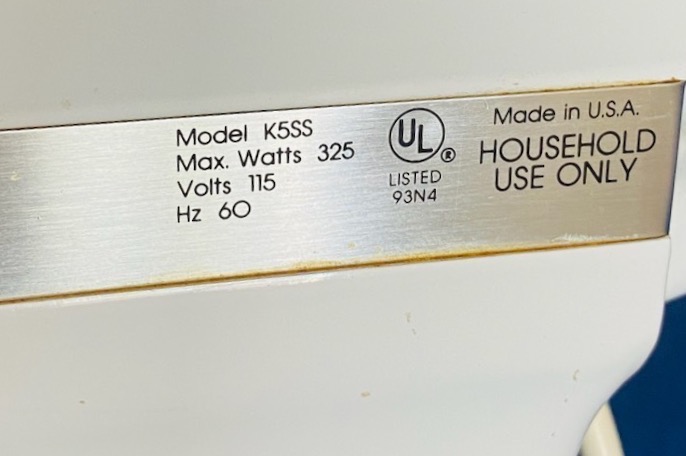 Model K5SS
Max. Watts 325
Volts 115
Hz 60
UL®
LISTED
93N4
Made in U.S.A.
HOUSEHOLD
USE ONLY